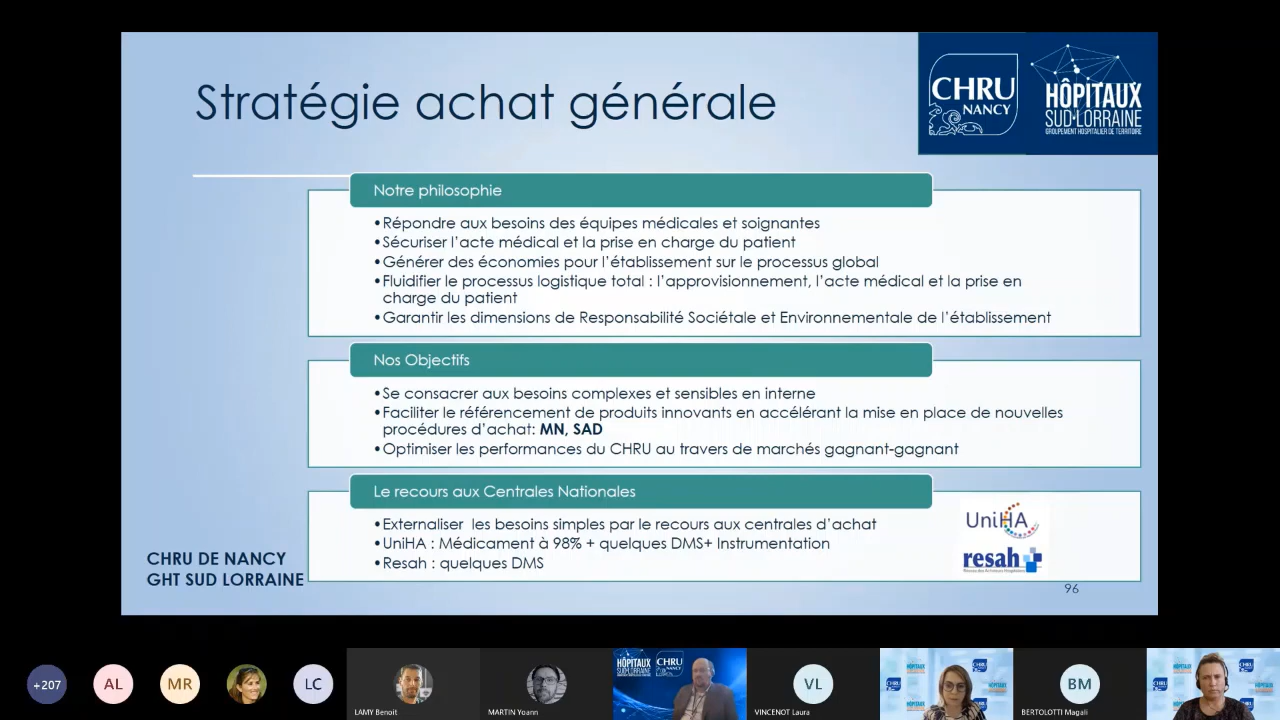 Stratégie achat générale
CHRU
NANCY
HÔPITAUX
SUD-LORRAINE
GROUPEMENT HOSPITALIER DE TERRITOIRE
Notre philosophie
•Répondre aux besoins des équipes médicales et soignantes
•Sécuriser l'acte médical et la prise en charge du patient
•Générer des économies pour l'établissement sur le processus global
•Fluidifier le processus logistique total : l'approvisionnement, l'acte médical et la prise en
charge du patient
•Garantir les dimensions de Responsabilité Sociétale et Environnementale de l'établissement
Nos Objectifs
•Se consacrer aux besoins complexes et sensibles en interne
•Faciliter le référencement de produits innovants en accélérant la mise en place de nouvelles
procédures d'achat: MN, SAD
•Optimiser les performances du CHRU au travers de marchés gagnant-gagnant
Le recours aux Centrales Nationales
•Externaliser les besoins simples par le recours aux centrales d'achat
•UniHA : Médicament à 98% + quelques DMS+ Instrumentation
•Resah : quelques DMS
UniHA
resah
CHRU DE NANCY
GHT SUD LORRAINE
96
+207
AL
MR
LC
LAMY Benoit
MARTIN Yoann
HÔPITAUX
SUD-LORRAINE
CHRU
NANCY
VL
VINCENOT Laura
BM
BERTOLOTTI Magali